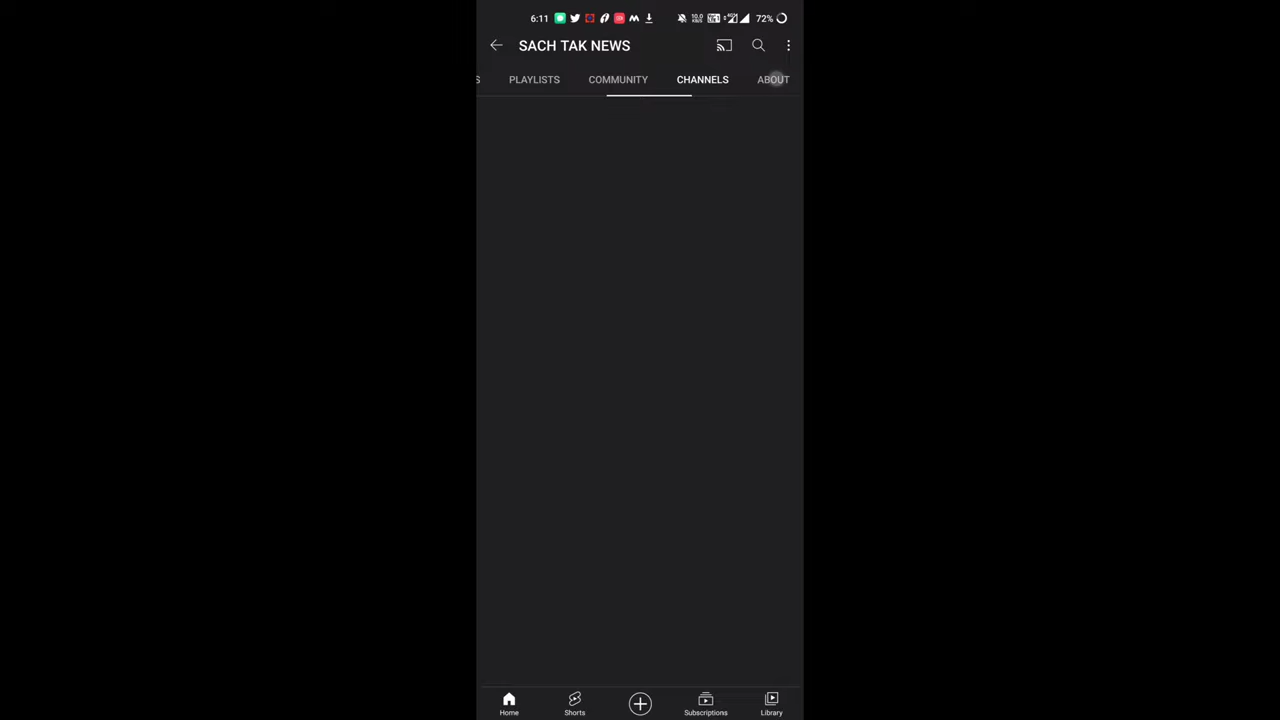 6:11 72%
SACH TAK NEWS
S PLAYLISTS COMMUNITY CHANNELS ABOUT
Home Shorts Subscriptions Library